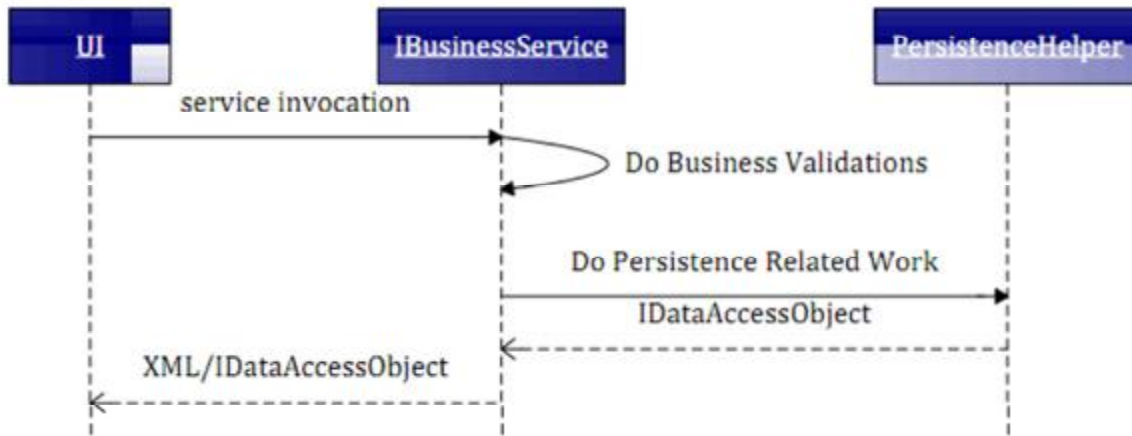 UI
IBusinessService
PersistenceHelper
service invocation
Do Business Validations
Do Persistence Related Work
IDataAccessObject
XML/IDataAccessObject